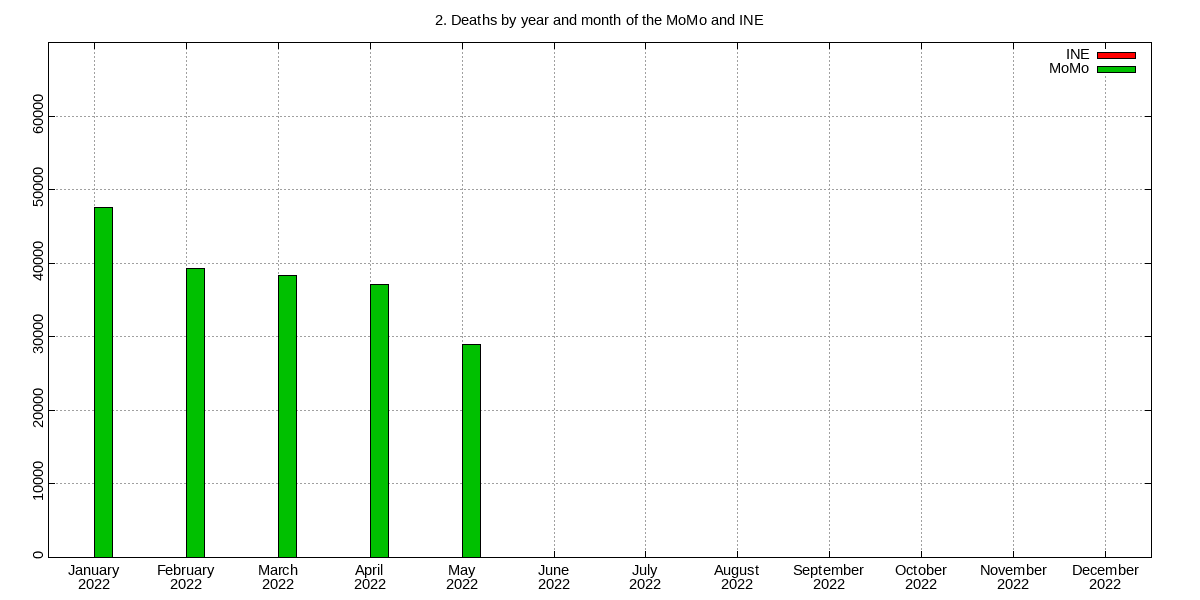 2. Deaths by year and month of the MoMo and INE
INE
MoMo
60000
50000
40000
30000
20000
10000
0
January February March April May June July August September October November December
2022 2022 2022 2022 2022 2022 2022 2022 2022 2022 2022 2022